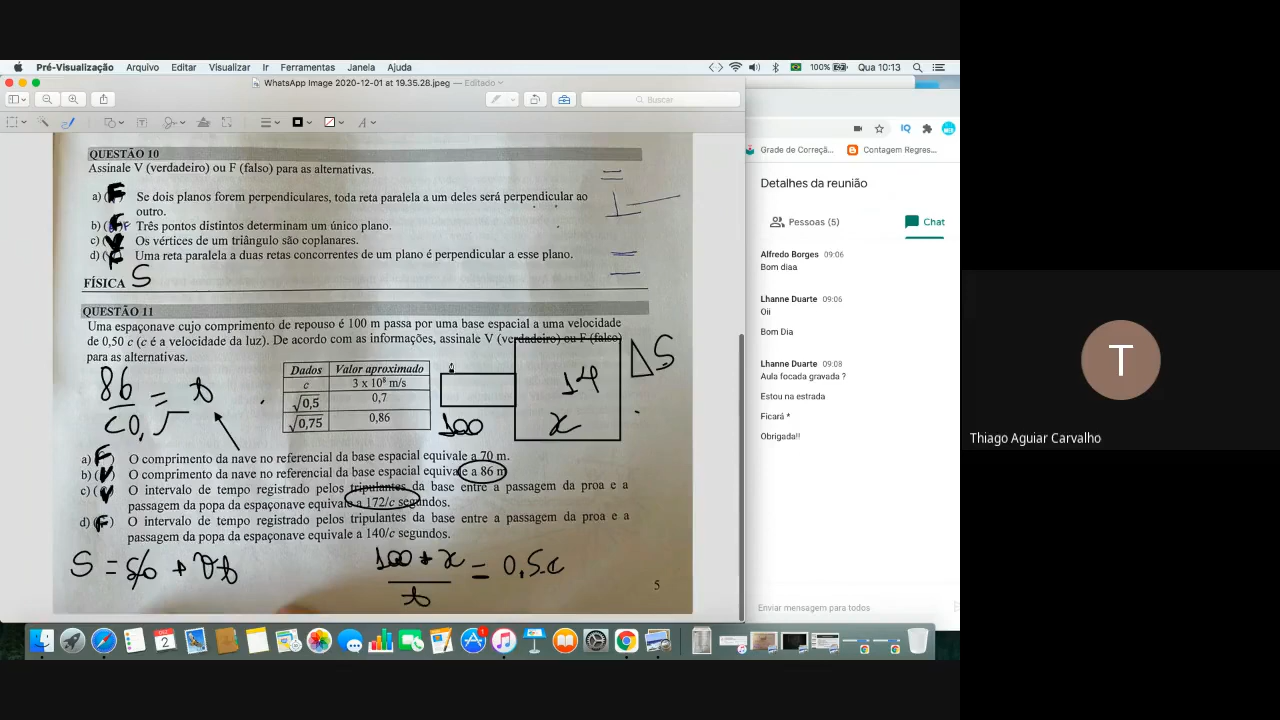 Pré-Visualização Arquivo Editar Visualizar Ir Ferramentas Janela Ajuda 100% Qua 10:13
WhatsApp Image 2020-12-01 at 19.35.28.jpeg — Editado
Buscar
QUESTÃO 10
Assinale V (verdadeiro) ou F (falso) para as alternativas.
a) (F) Se dois planos forem perpendiculares, toda reta paralela a um deles será perpendicular ao
outro.
b) (F) Três pontos distintos determinam um único plano.
c) (V) Os vértices de um triângulo são coplanares.
d) (F) Uma reta paralela a duas retas concorrentes de um plano é perpendicular a esse plano.
FÍSICA S
QUESTÃO 11
Uma espaçonave cujo comprimento de repouso é 100 m passa por uma base espacial a uma velocidade
de 0,50 c (c é a velocidade da luz). De acordo com as informações, assinale V (verdadeiro) ou F (falso)
para as alternativas.
ΔS
Dados Valor aproximado
c 3 x 10⁸ m/s
√0,5 0,7
√0,75 0,86
86
= t
100
x
a) (F) O comprimento da nave no referencial da base espacial equivale a 70 m.
b) (V) O comprimento da nave no referencial da base espacial equivale a 86 m
c) (V) O intervalo de tempo registrado pelos tripulantes da base entre a passagem da proa e a
passagem da popa da espaçonave equivale a 172/c segundos.
d) (F) O intervalo de tempo registrado pelos tripulantes da base entre a passagem da proa e a
passagem da popa da espaçonave equivale a 140/c segundos.
S = So + vt
100 + x
= 0,5.c
t
5
Grade de Correçã... Contagem Regres...
Detalhes da reunião
Pessoas (5) Chat
Alfredo Borges 09:06
Bom diaa
Lhanne Duarte 09:06
Oii
Bom Dia
Lhanne Duarte 09:08
Aula focada gravada ?
Estou na estrada
Ficará *
Obrigada!!
Enviar mensagem para todos
T
Thiago Aguiar Carvalho